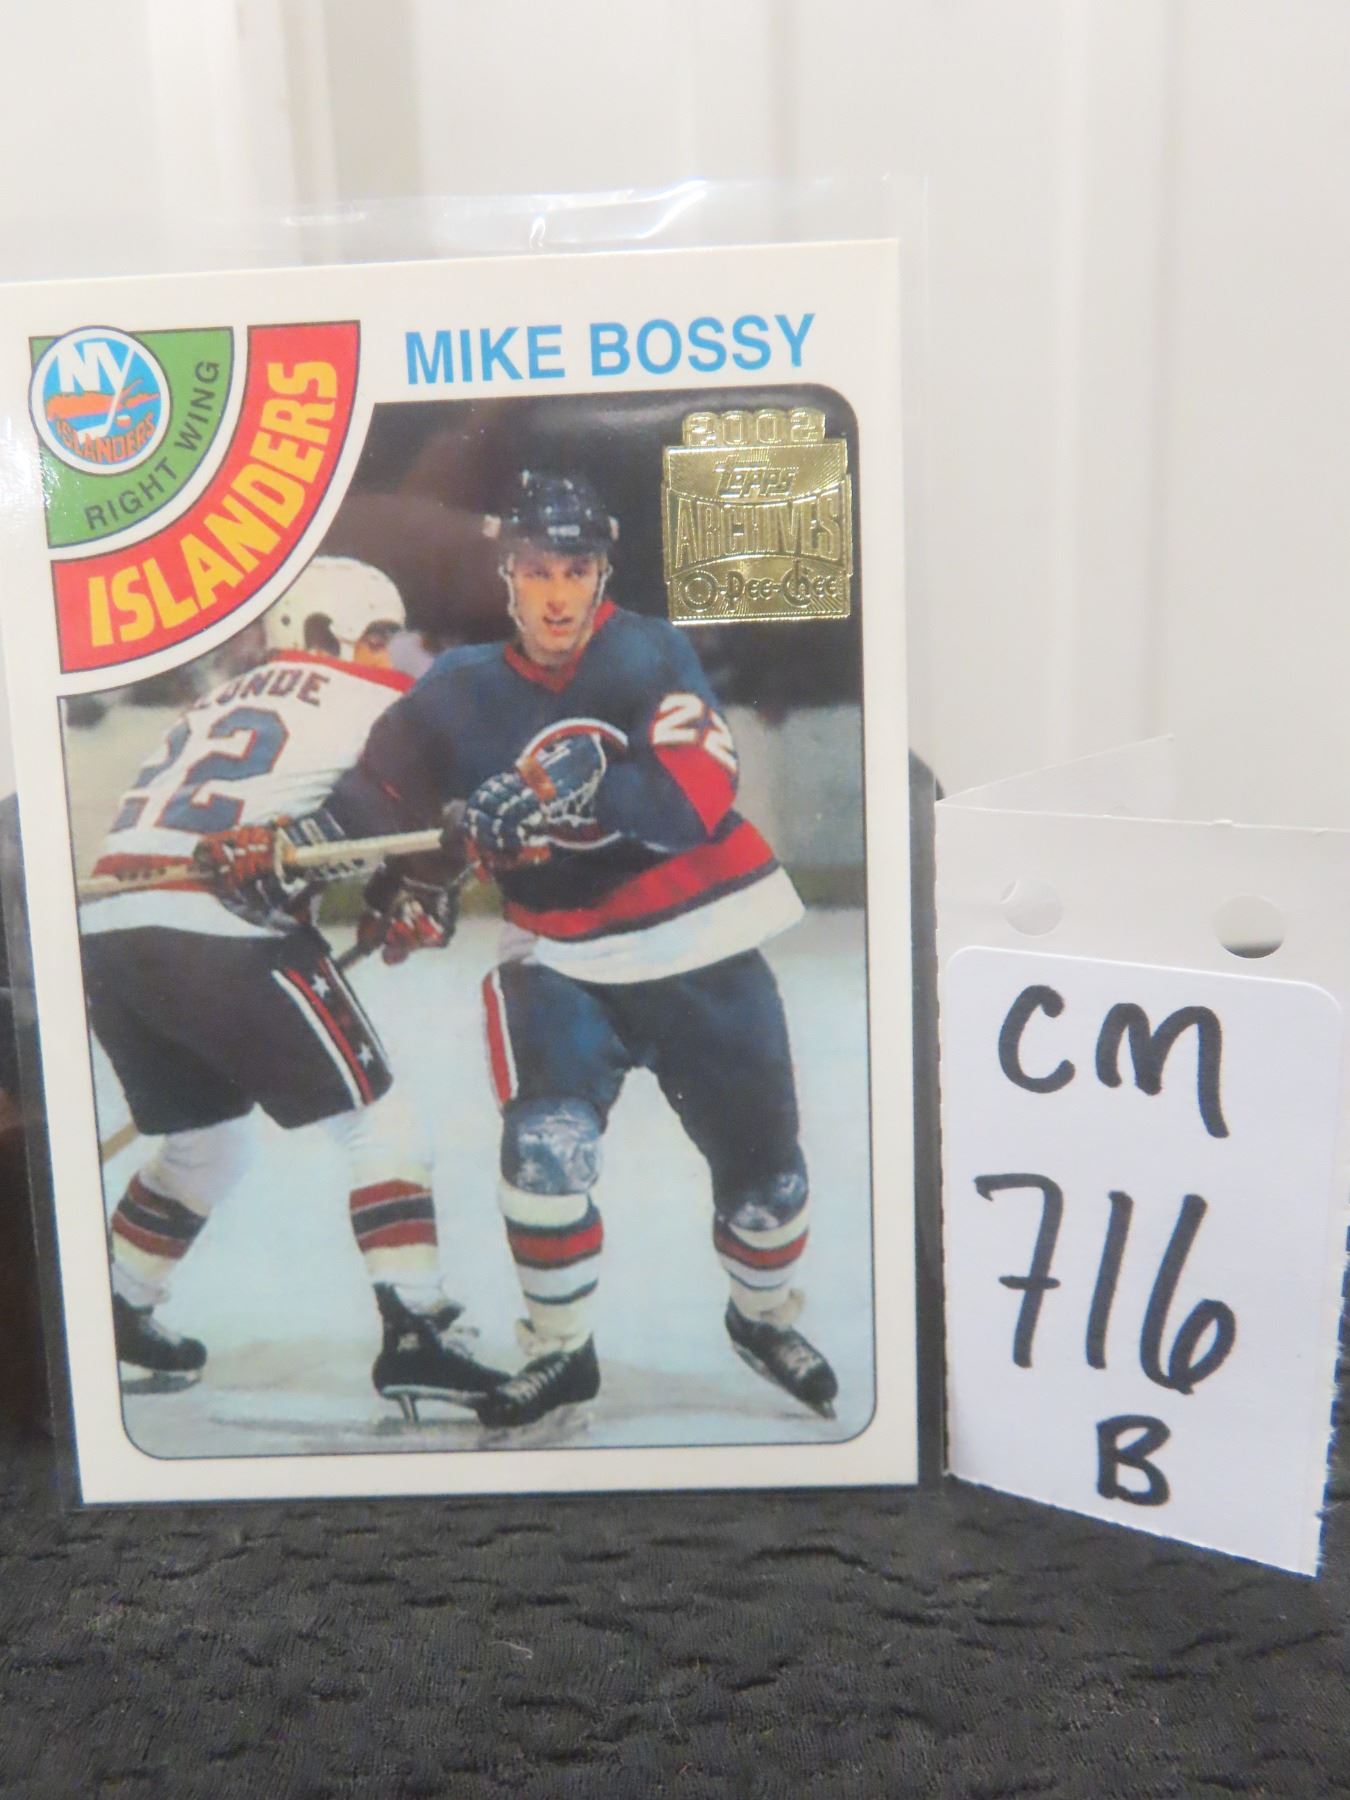 MIKE BOSSY
NY
ISLANDERS
RIGHT WING
ISLANDERS
2002
topps
ARCHIVES
O-Pee-Chee
LONDE
22
22
CM
716
B